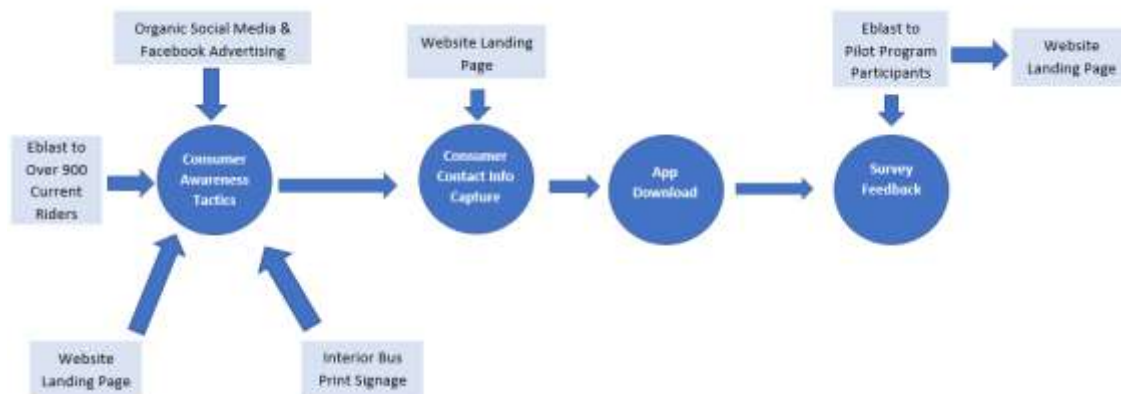 Organic Social Media &
Facebook Advertising
Website Landing
Page
Eblast to
Pilot Program
Participants
Website
Landing Page
Eblast to
Over 900
Current
Riders
Consumer
Awareness
Tactics
Consumer
Contact Info
Capture
App
Download
Survey
Feedback
Website
Landing Page
Interior Bus
Print Signage